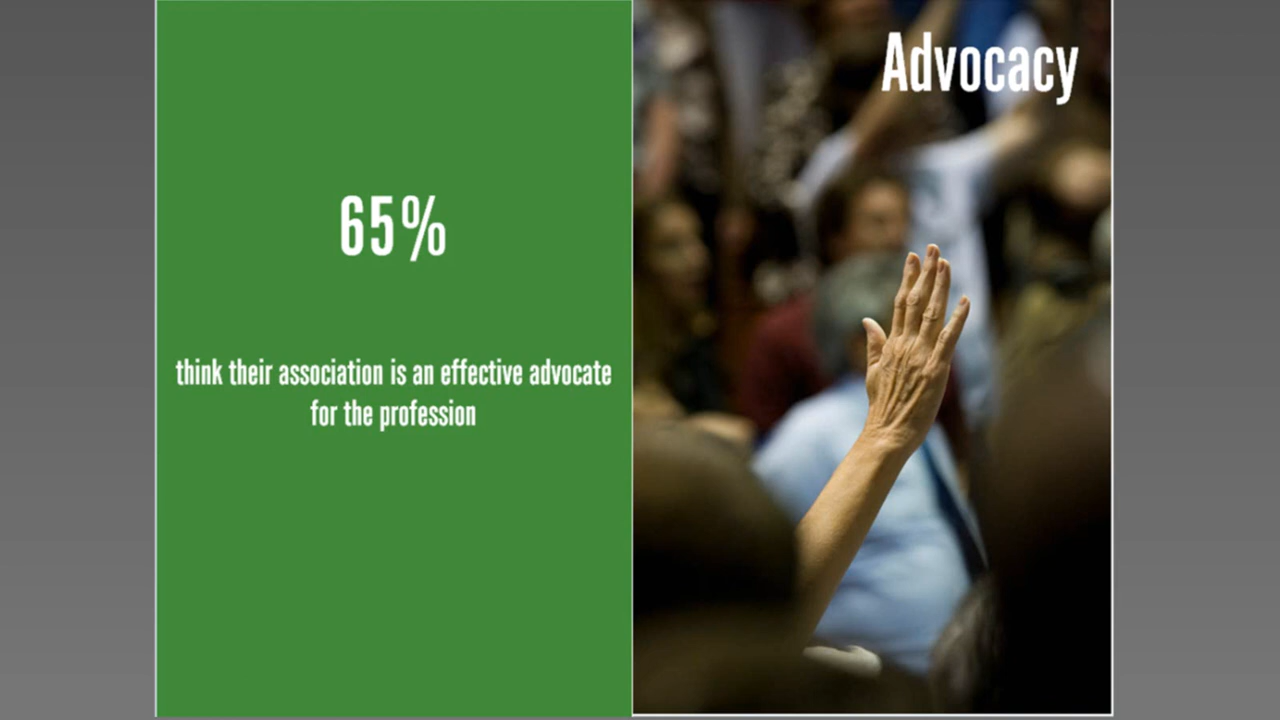 Advocacy
65%
think their association is an effective advocate
for the profession